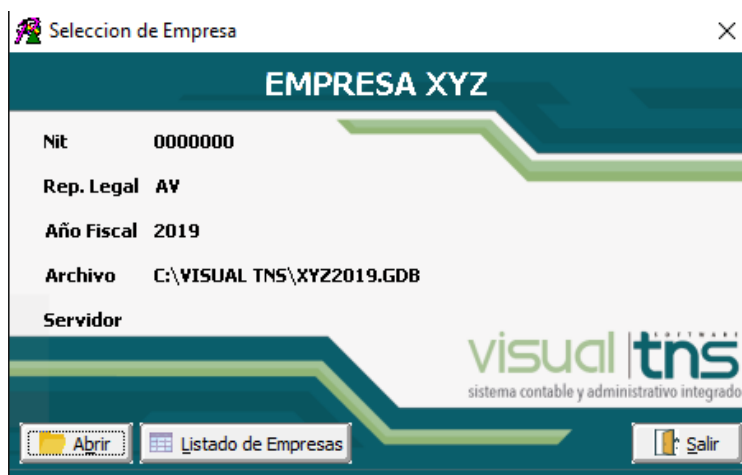 Seleccion de Empresa
EMPRESA XYZ
Nit 0000000
Rep. Legal AV
Año Fiscal 2019
Archivo C:\VISUAL TNS\XYZ2019.GDB
Servidor
SOFTWARE
visual tns
sistema contable y administrativo integrado
Abrir Listado de Empresas Salir